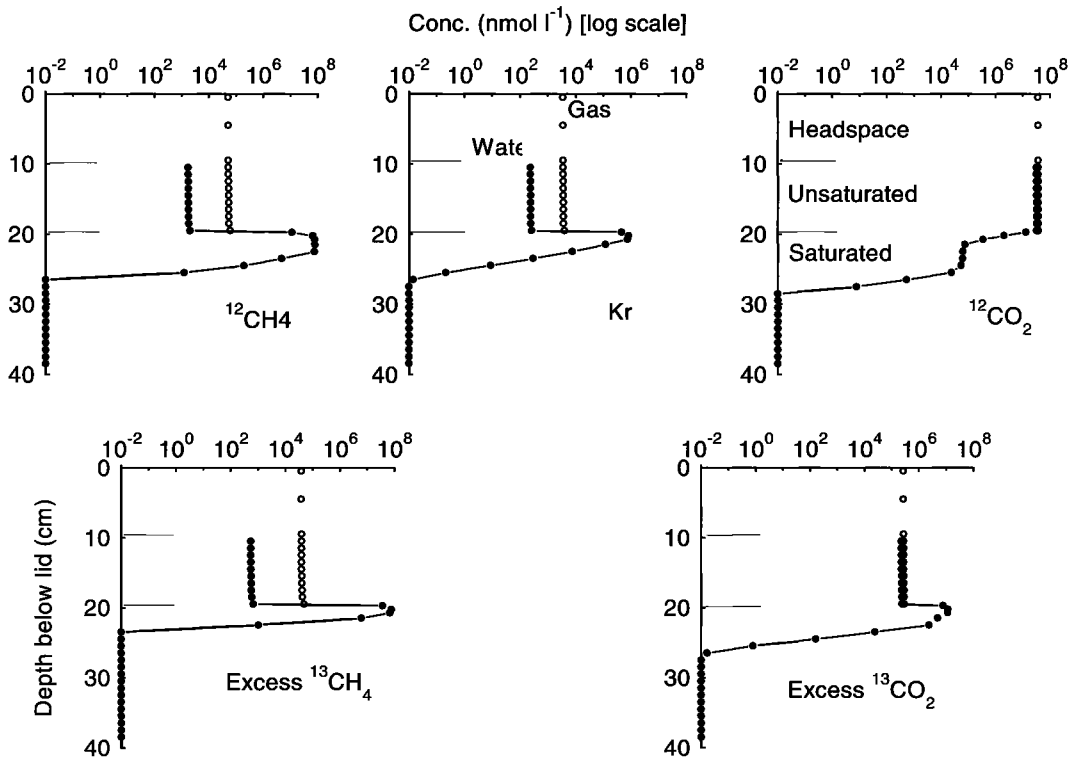 Conc. (nmol l⁻¹) [log scale]
10⁻² 10⁰ 10² 10⁴ 10⁶ 10⁸
0
10
20
30
40
¹²CH4
10⁻² 10⁰ 10² 10⁴ 10⁶ 10⁸
0
10
20
30
40
Gas
Wate
Kr
10⁻² 10⁰ 10² 10⁴ 10⁶ 10⁸
0
10
20
30
40
Headspace
Unsaturated
Saturated
¹²CO₂
Depth below lid (cm)
10⁻² 10⁰ 10² 10⁴ 10⁶ 10⁸
0
10
20
30
40
Excess ¹³CH₄
10⁻² 10⁰ 10² 10⁴ 10⁶ 10⁸
0
10
20
30
40
Excess ¹³CO₂